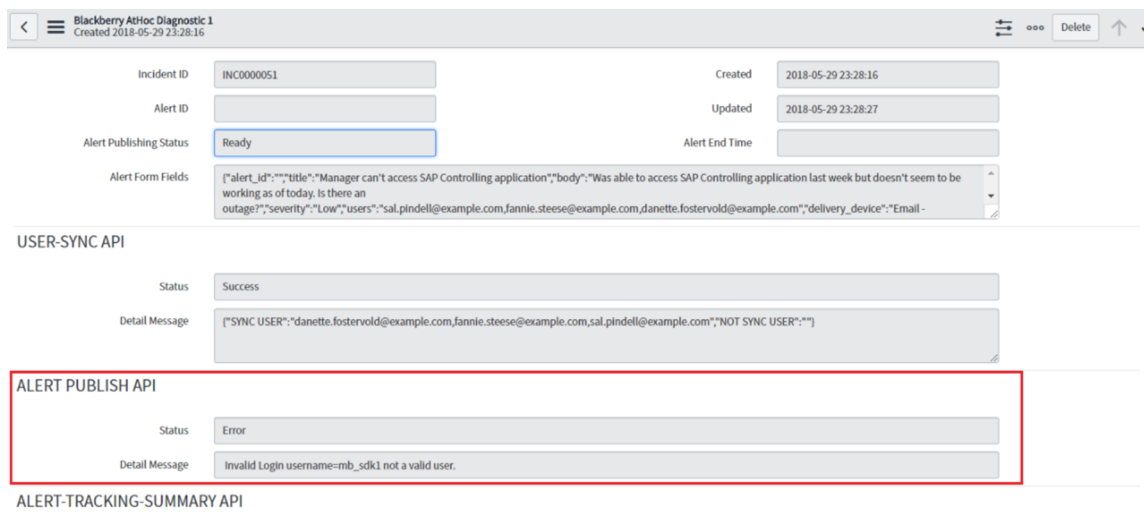 Blackberry AtHoc Diagnostic 1
Created 2018-05-29 23:28:16
Delete
Incident ID INC0000051 Created 2018-05-29 23:28:16
Alert ID Updated 2018-05-29 23:28:27
Alert Publishing Status Ready Alert End Time
Alert Form Fields {"alert_id":"","title":"Manager can't access SAP Controlling application","body":"Was able to access SAP Controlling application last week but doesn't seem to be
working as of today. Is there an
outage?","severity":"Low","users":"sal.pindell@example.com,fannie.steese@example.com,danette.fostervold@example.com","delivery_device":"Email -
USER-SYNC API
Status Success
Detail Message {"SYNC USER":"danette.fostervold@example.com,fannie.steese@example.com,sal.pindell@example.com","NOT SYNC USER":""}
ALERT PUBLISH API
Status Error
Detail Message Invalid Login username=mb_sdk1 not a valid user.
ALERT-TRACKING-SUMMARY API